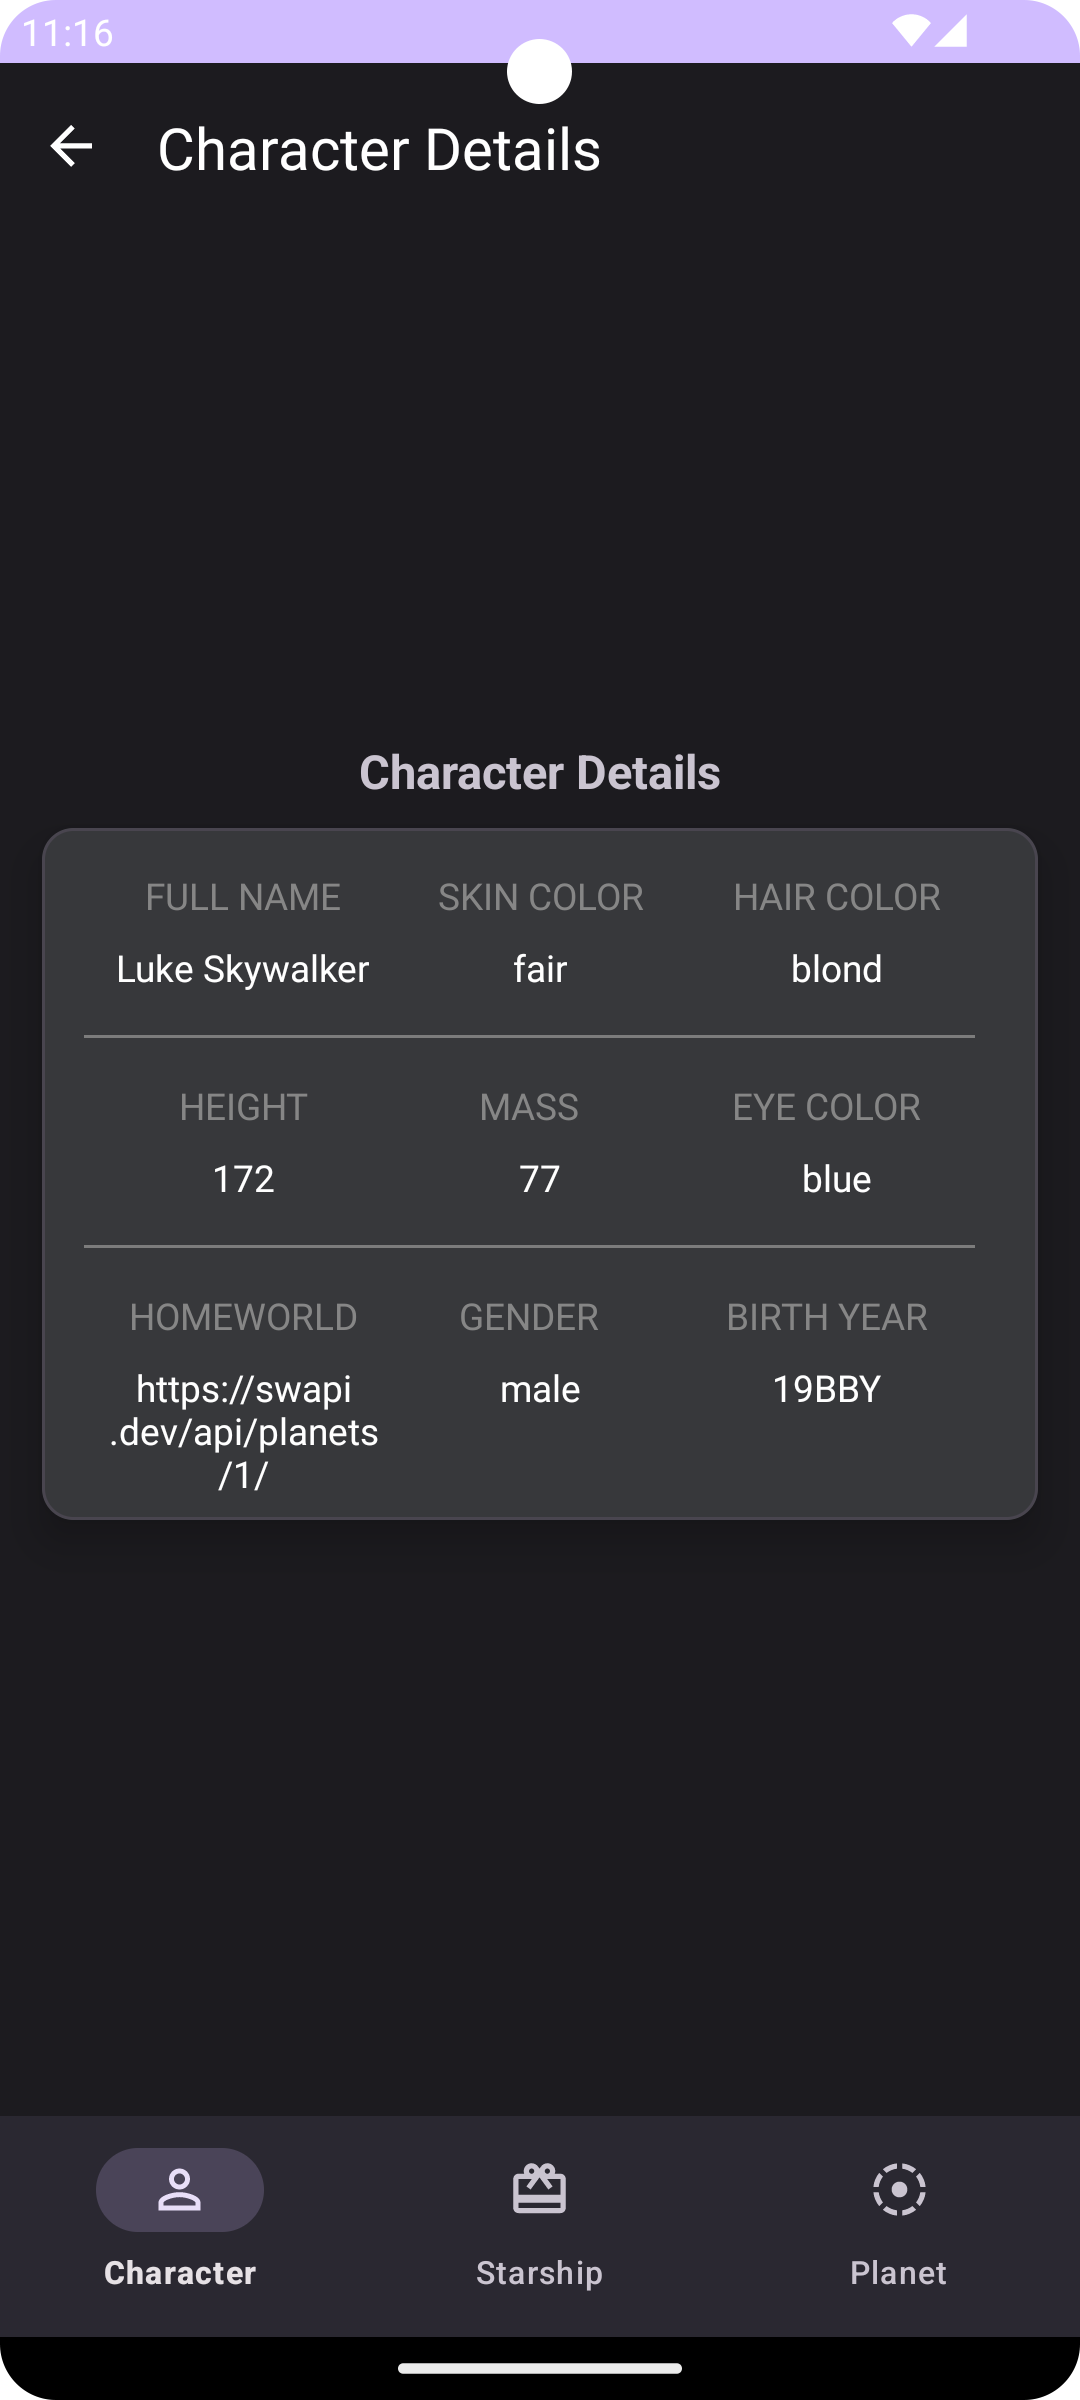 11:16
Character Details
Character Details
FULL NAME SKIN COLOR HAIR COLOR
Luke Skywalker fair blond
HEIGHT MASS EYE COLOR
172 77 blue
HOMEWORLD GENDER BIRTH YEAR
https://swapi male 19BBY
.dev/api/planets
/1/
Character Starship Planet